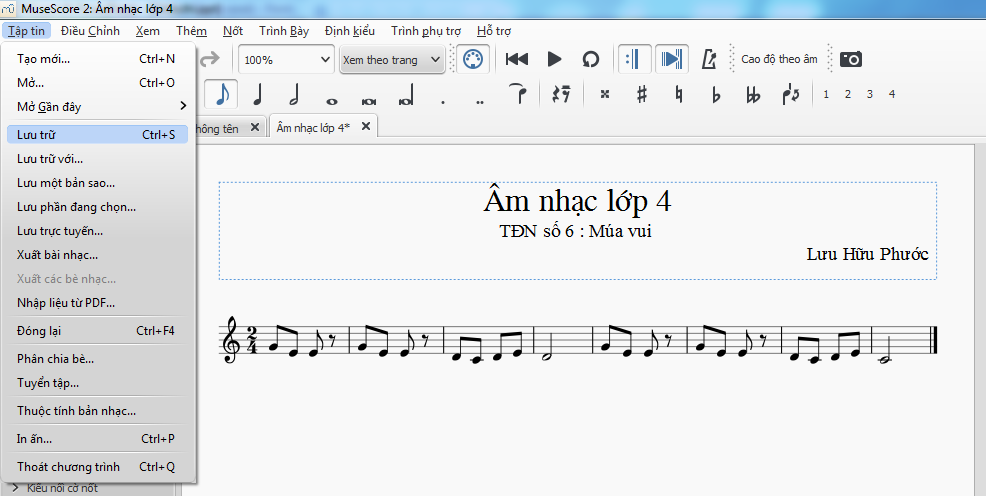 MuseScore 2: Âm nhạc lớp 4
Tập tin Điều Chỉnh Xem Thêm Nốt Trình Bày Định kiểu Trình phụ trợ Hỗ trợ
100% Xem theo trang Cao độ theo âm
1 2 3 4
hông tên Âm nhạc lớp 4*
Tạo mới... Ctrl+N
Mở... Ctrl+O
Mở Gần đây
Lưu trữ Ctrl+S
Lưu trữ với...
Lưu một bản sao...
Lưu phần đang chọn...
Lưu trực tuyến...
Xuất bài nhạc...
Xuất các bè nhạc...
Nhập liệu từ PDF...
Đóng lại Ctrl+F4
Phân chia bè...
Tuyển tập...
Thuộc tính bản nhạc...
In ấn... Ctrl+P
Thoát chương trình Ctrl+Q
Kiểu nối cờ nốt
Âm nhạc lớp 4
TĐN số 6 : Múa vui
Lưu Hữu Phước
2
4